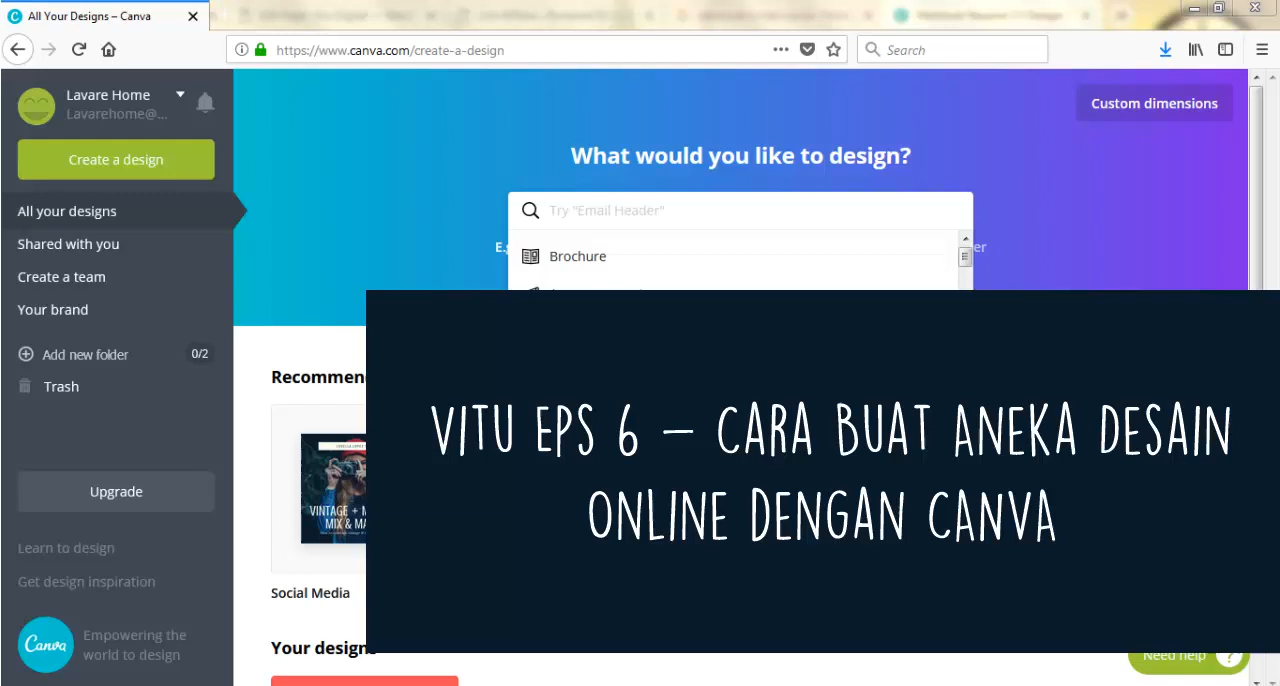 All Your Designs – Canva
https://www.canva.com/create-a-design
Search
Lavare Home
Lavarehome@...
Create a design
All your designs
Shared with you
Create a team
Your brand
Add new folder
0/2
Trash
Upgrade
Learn to design
Get design inspiration
Canva
Empowering the
world to design
Custom dimensions
What would you like to design?
Try "Email Header"
Brochure
Social Media
VITU EPS 6 – CARA BUAT ANEKA DESAIN
ONLINE DENGAN CANVA
Need help
?